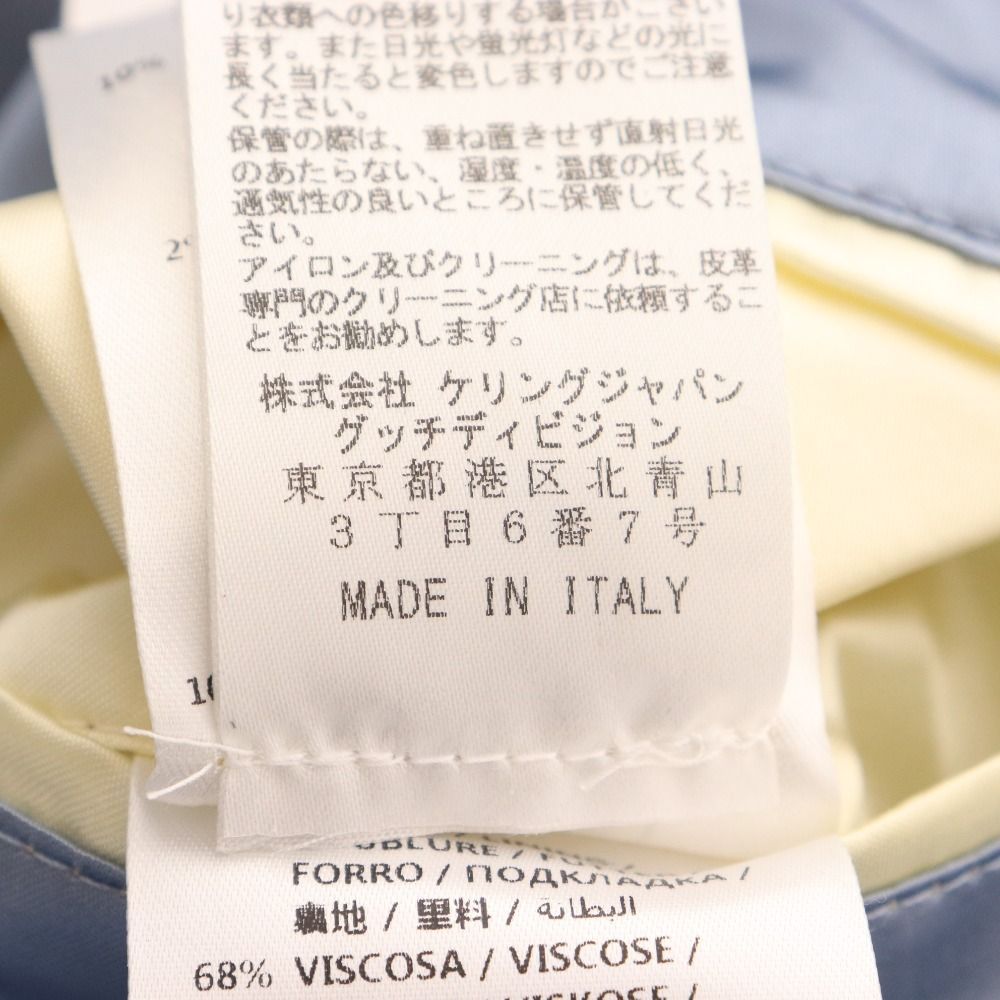 り衣類への色移りする場合がござい
ます。また日光や蛍光灯などの光に
長く当たると変色しますのでご注意
ください。
保管の際は、重ね置きせず直射日光
のあたらない、湿度・温度の低く、
通気性の良いところに保管してくだ
さい。
アイロン及びクリーニングは、皮革
専門のクリーニング店に依頼するこ
とをお勧めします。
株式会社 ケリングジャパン
グッチディビジョン
東京都港区北青山
3丁目6番7号
MADE IN ITALY
10%
FORRO / ПОДКЛАДКА /
裏地 / 里料 / البطانة
68% VISCOSA / VISCOSE /